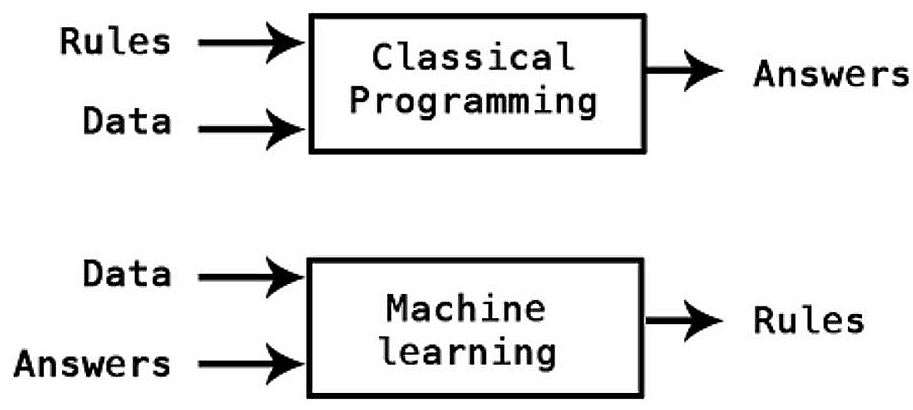 Rules
Data
Classical
Programming
Answers
Data
Answers
Machine
learning
Rules